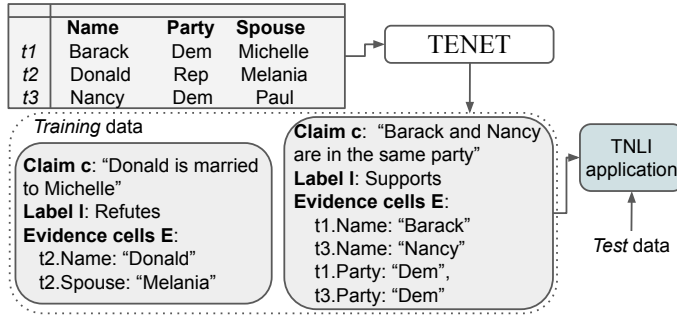 Name Party Spouse
t1 Barack Dem Michelle
t2 Donald Rep Melania
t3 Nancy Dem Paul
TENET
Training data
Claim c: “Donald is married
to Michelle”
Label l: Refutes
Evidence cells E:
t2.Name: “Donald”
t2.Spouse: “Melania”
Claim c: “Barack and Nancy
are in the same party”
Label l: Supports
Evidence cells E:
t1.Name: “Barack”
t3.Name: “Nancy”
t1.Party: “Dem”,
t3.Party: “Dem”
TNLI
application
Test data